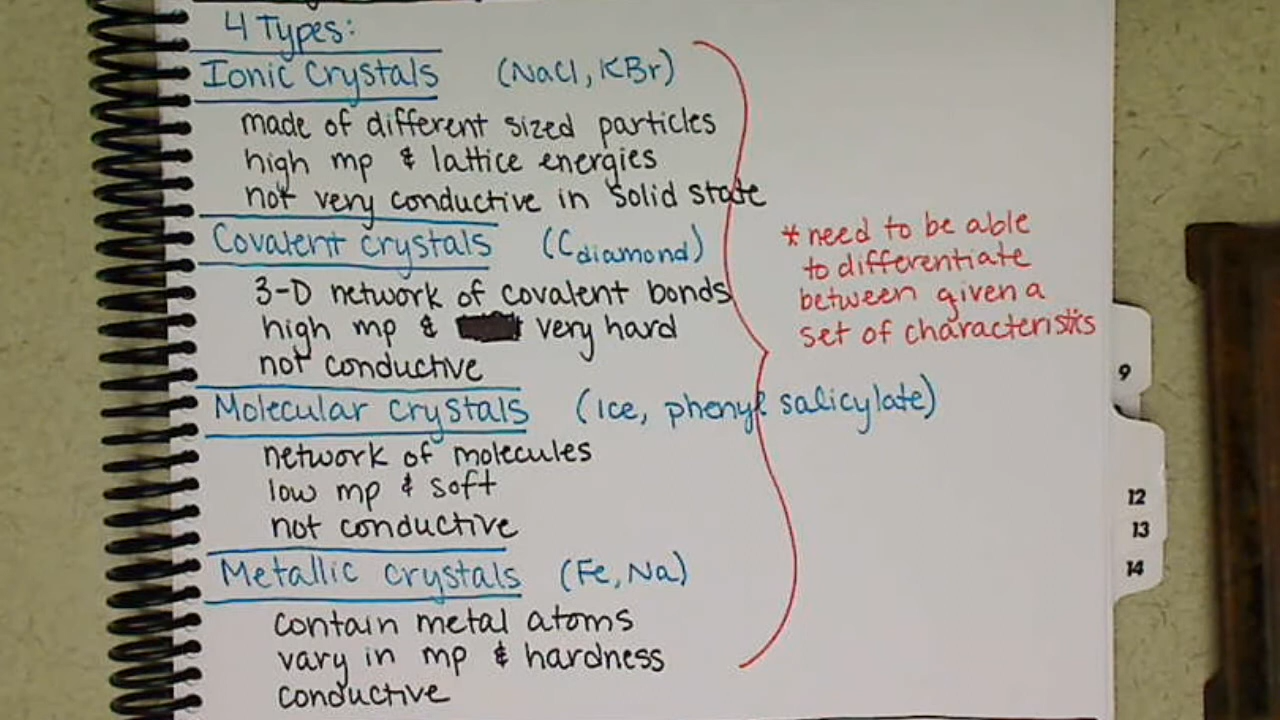 4 Types:
Ionic Crystals (NaCl, KBr)
made of different sized particles
high mp & lattice energies
not very conductive in solid state
Covalent crystals (Cdiamond)
3-D network of covalent bonds
high mp & very hard
not conductive
Molecular crystals (Ice, phenyl salicylate)
network of molecules
low mp & soft
not conductive
Metallic crystals (Fe, Na)
contain metal atoms
vary in mp & hardness
conductive
* need to be able
to differentiate
between given a
set of characteristics
9
12
13
14